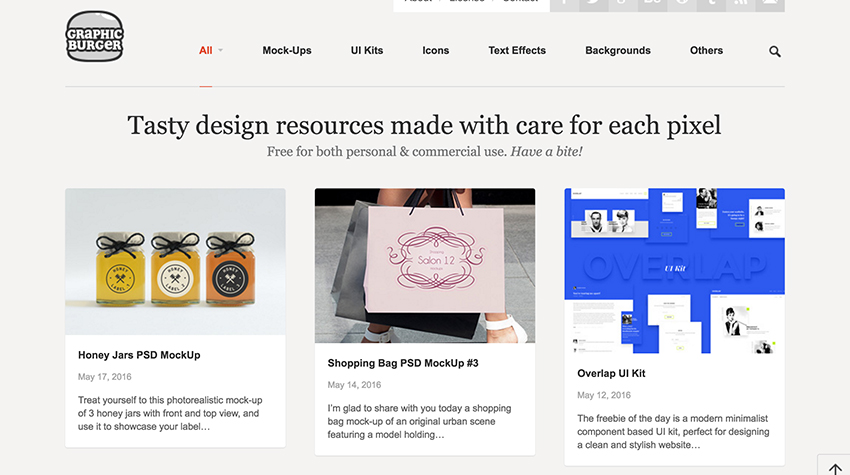 About License Contact
GRAPHIC
BURGER
All Mock-Ups UI Kits Icons Text Effects Backgrounds Others
Tasty design resources made with care for each pixel
Free for both personal & commercial use. Have a bite!
HONEY
LABEL
HONEY
LABEL
HONEY
LABEL
Salon 12
OVERLAP
UI Kit
Honey Jars PSD MockUp
May 17, 2016
Treat yourself to this photorealistic mock-up
of 3 honey jars with front and top view, and
use it to showcase your label…
Shopping Bag PSD MockUp #3
May 14, 2016
I’m glad to share with you today a shopping
bag mock-up of an original urban scene
featuring a model holding…
Overlap UI Kit
May 12, 2016
The freebie of the day is a modern minimalist
component based UI kit, perfect for designing
a clean and stylish website…